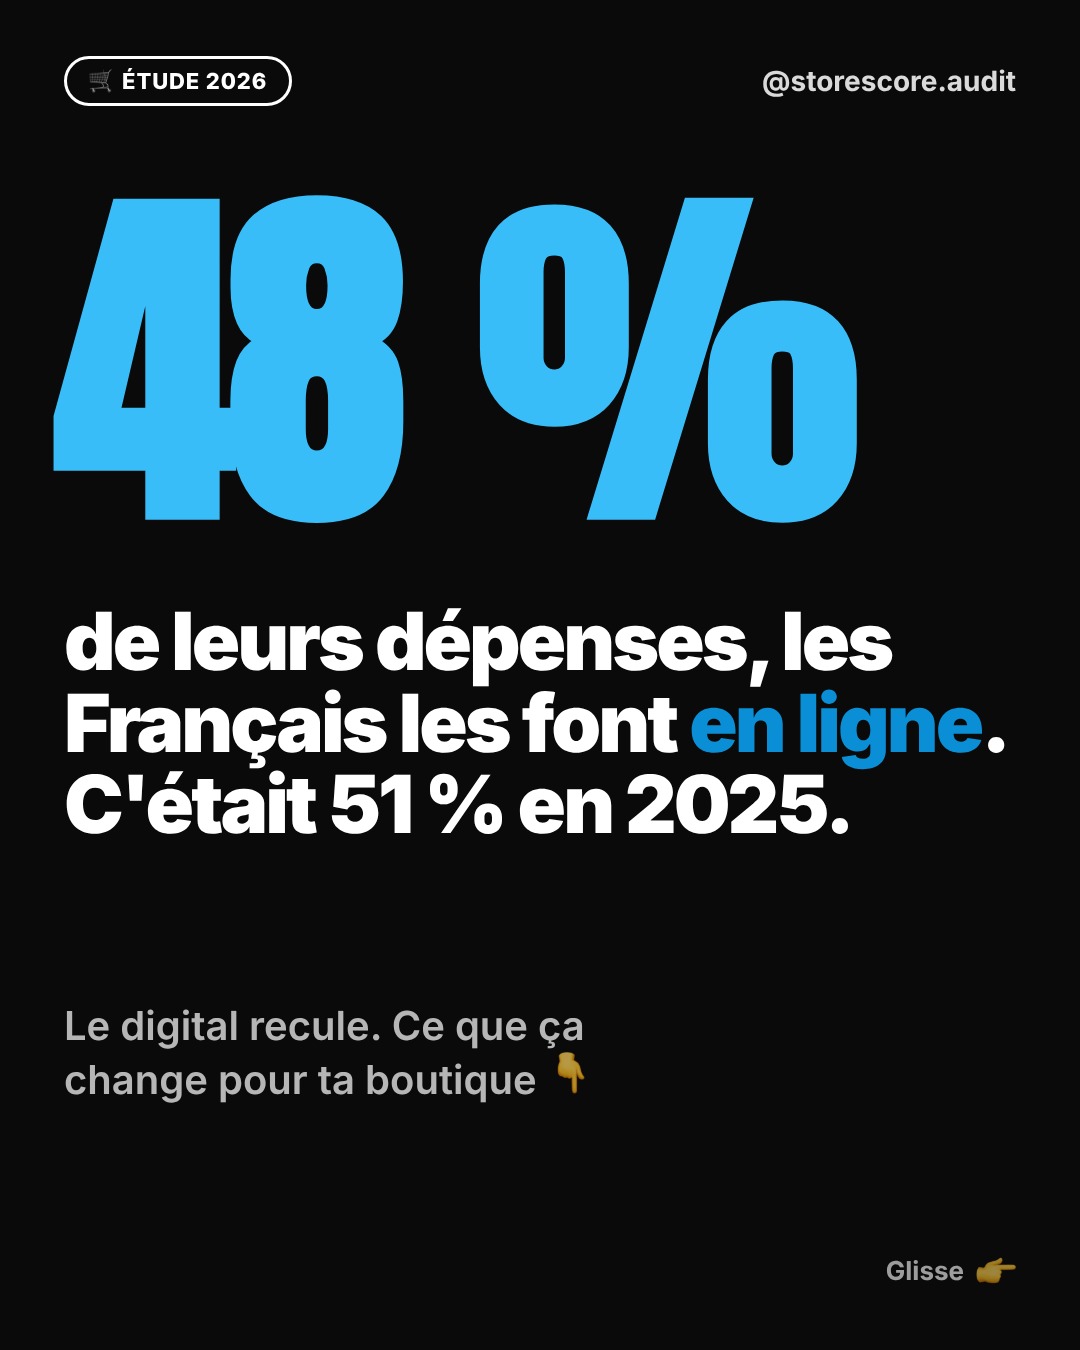 🛒 ÉTUDE 2026
@storescore.audit
48 %
de leurs dépenses, les
Français les font en ligne.
C'était 51 % en 2025.
Le digital recule. Ce que ça
change pour ta boutique 👇
Glisse 👉